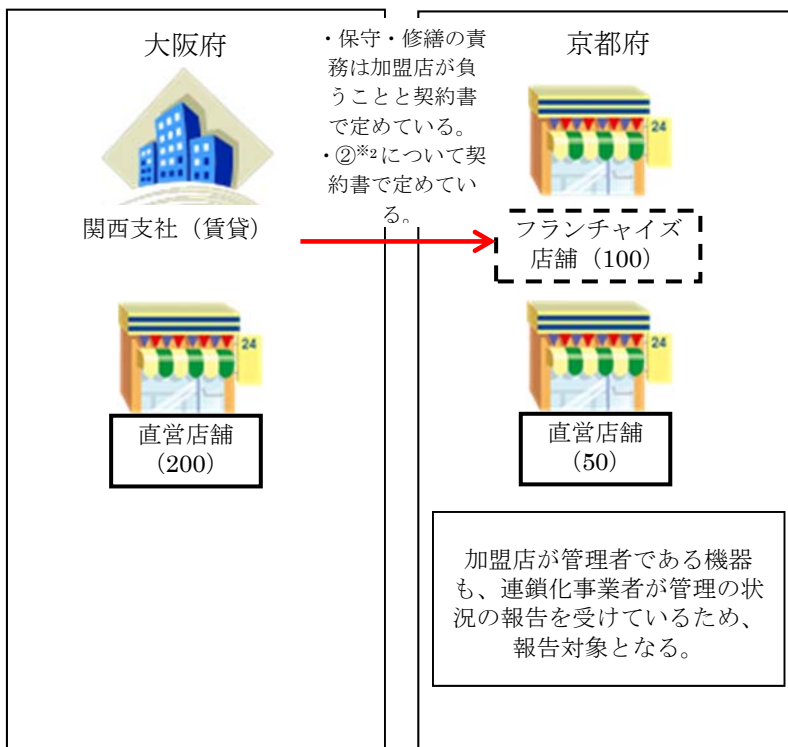 大阪府
関西支社（賃貸）
24
直営店舗
（200）
・保守・修繕の責
務は加盟店が負
うことと契約書
で定めている。
・②※2について契
約書で定めてい
る。
京都府
24
フランチャイズ
店舗（100）
24
直営店舗
（50）
加盟店が管理者である機器
も、連鎖化事業者が管理の状
況の報告を受けているため、
報告対象となる。